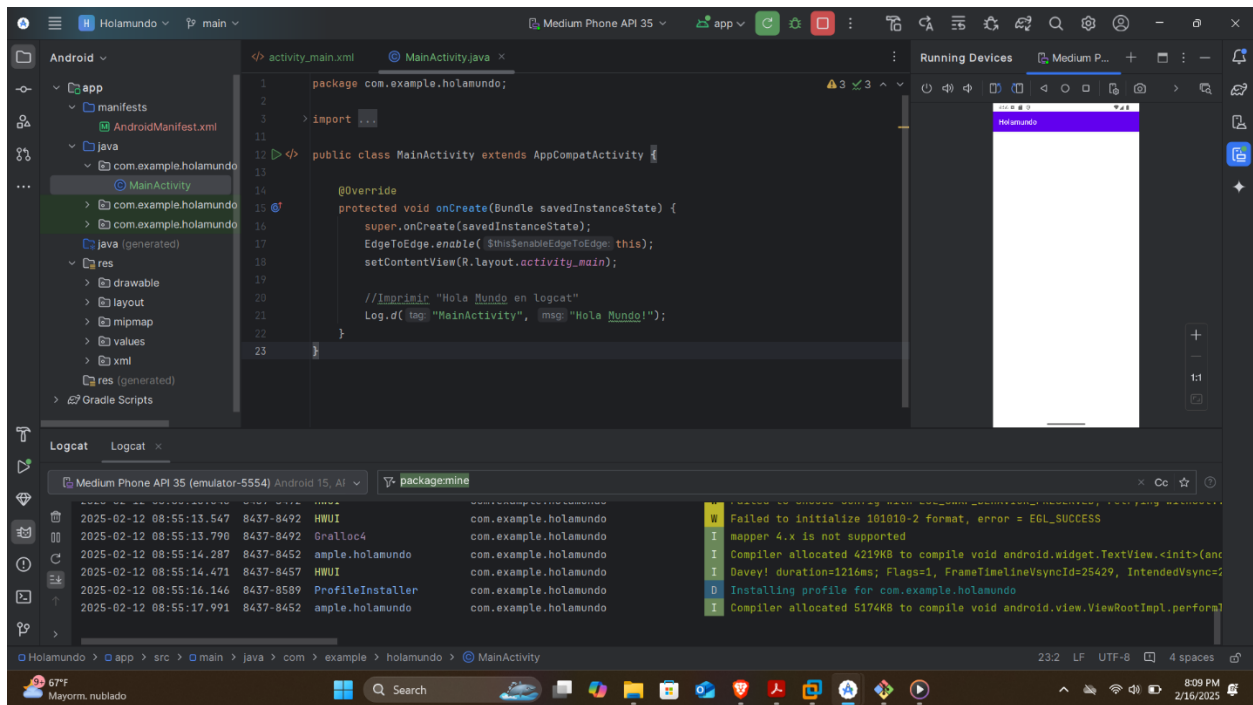 Holamundo
main
Medium Phone API 35
app
Android
activity_main.xml
MainActivity.java
Running Devices
Medium P...
app
manifests
AndroidManifest.xml
java
com.example.holamundo
MainActivity
com.example.holamundo
com.example.holamundo
java (generated)
res
drawable
layout
mipmap
values
xml
res (generated)
Gradle Scripts
3 3
1 package com.example.holamundo;
2
3 import ...
11
12 public class MainActivity extends AppCompatActivity {
13
14 @Override
15 protected void onCreate(Bundle savedInstanceState) {
16 super.onCreate(savedInstanceState);
17 EdgeToEdge.enable( $this$enableEdgeToEdge: this);
18 setContentView(R.layout.activity_main);
19
20 //Imprimir "Hola Mundo en logcat"
21 Log.d( tag: "MainActivity", msg: "Hola Mundo!");
22 }
23 }
Holamundo
1:1
Logcat Logcat
Medium Phone API 35 (emulator-5554) Android 15, AF
package:mine
Cc
2025-02-12 08:55:13.547 8437-8492 HWUI com.example.holamundo W Failed to initialize 101010-2 format, error = EGL_SUCCESS
2025-02-12 08:55:13.790 8437-8492 Gralloc4 com.example.holamundo I mapper 4.x is not supported
2025-02-12 08:55:14.287 8437-8452 ample.holamundo com.example.holamundo I Compiler allocated 4219KB to compile void android.widget.TextView.<init>(and
2025-02-12 08:55:14.471 8437-8457 HWUI com.example.holamundo I Davey! duration=1216ms; Flags=1, FrameTimelineVsyncId=25429, IntendedVsync=2
2025-02-12 08:55:16.146 8437-8589 ProfileInstaller com.example.holamundo D Installing profile for com.example.holamundo
2025-02-12 08:55:17.991 8437-8452 ample.holamundo com.example.holamundo I Compiler allocated 5174KB to compile void android.view.ViewRootImpl.performT
Holamundo > app > src > main > java > com > example > holamundo > MainActivity
23:2 LF UTF-8 4 spaces
9+ 67°F
Mayorm. nublado
Search
8:09 PM
2/16/2025